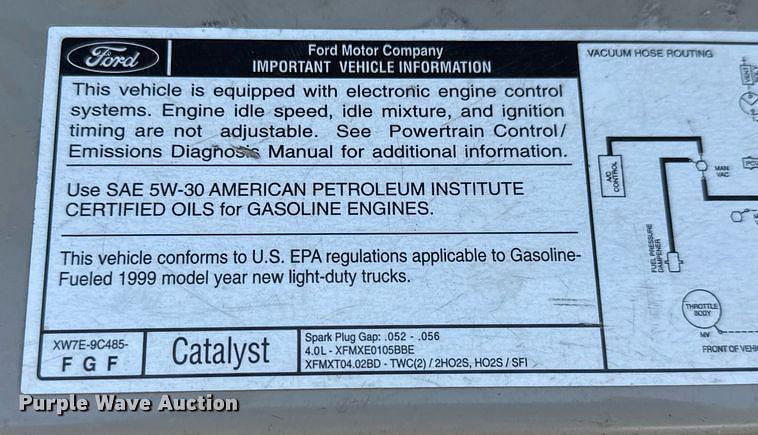 Ford
Ford Motor Company
IMPORTANT VEHICLE INFORMATION
This vehicle is equipped with electronic engine control
systems. Engine idle speed, idle mixture, and ignition
timing are not adjustable. See Powertrain Control/
Emissions Diagnosis Manual for additional information.
Use SAE 5W-30 AMERICAN PETROLEUM INSTITUTE
CERTIFIED OILS for GASOLINE ENGINES.
This vehicle conforms to U.S. EPA regulations applicable to Gasoline-
Fueled 1999 model year new light-duty trucks.
XW7E-9C485-
F G F
Catalyst
Spark Plug Gap: .052 - .056
4.0L - XFMXE0105BBE
XFMXT04.02BD - TWC(2) / 2HO2S, HO2S / SFI
VACUUM HOSE ROUTING
VENT
A/C
CONTROL
MAN
VAC
FUEL PRESSURE
DAMPENER
THROTTLE
BODY
MV
FRONT OF VEHI
Purple Wave Auction